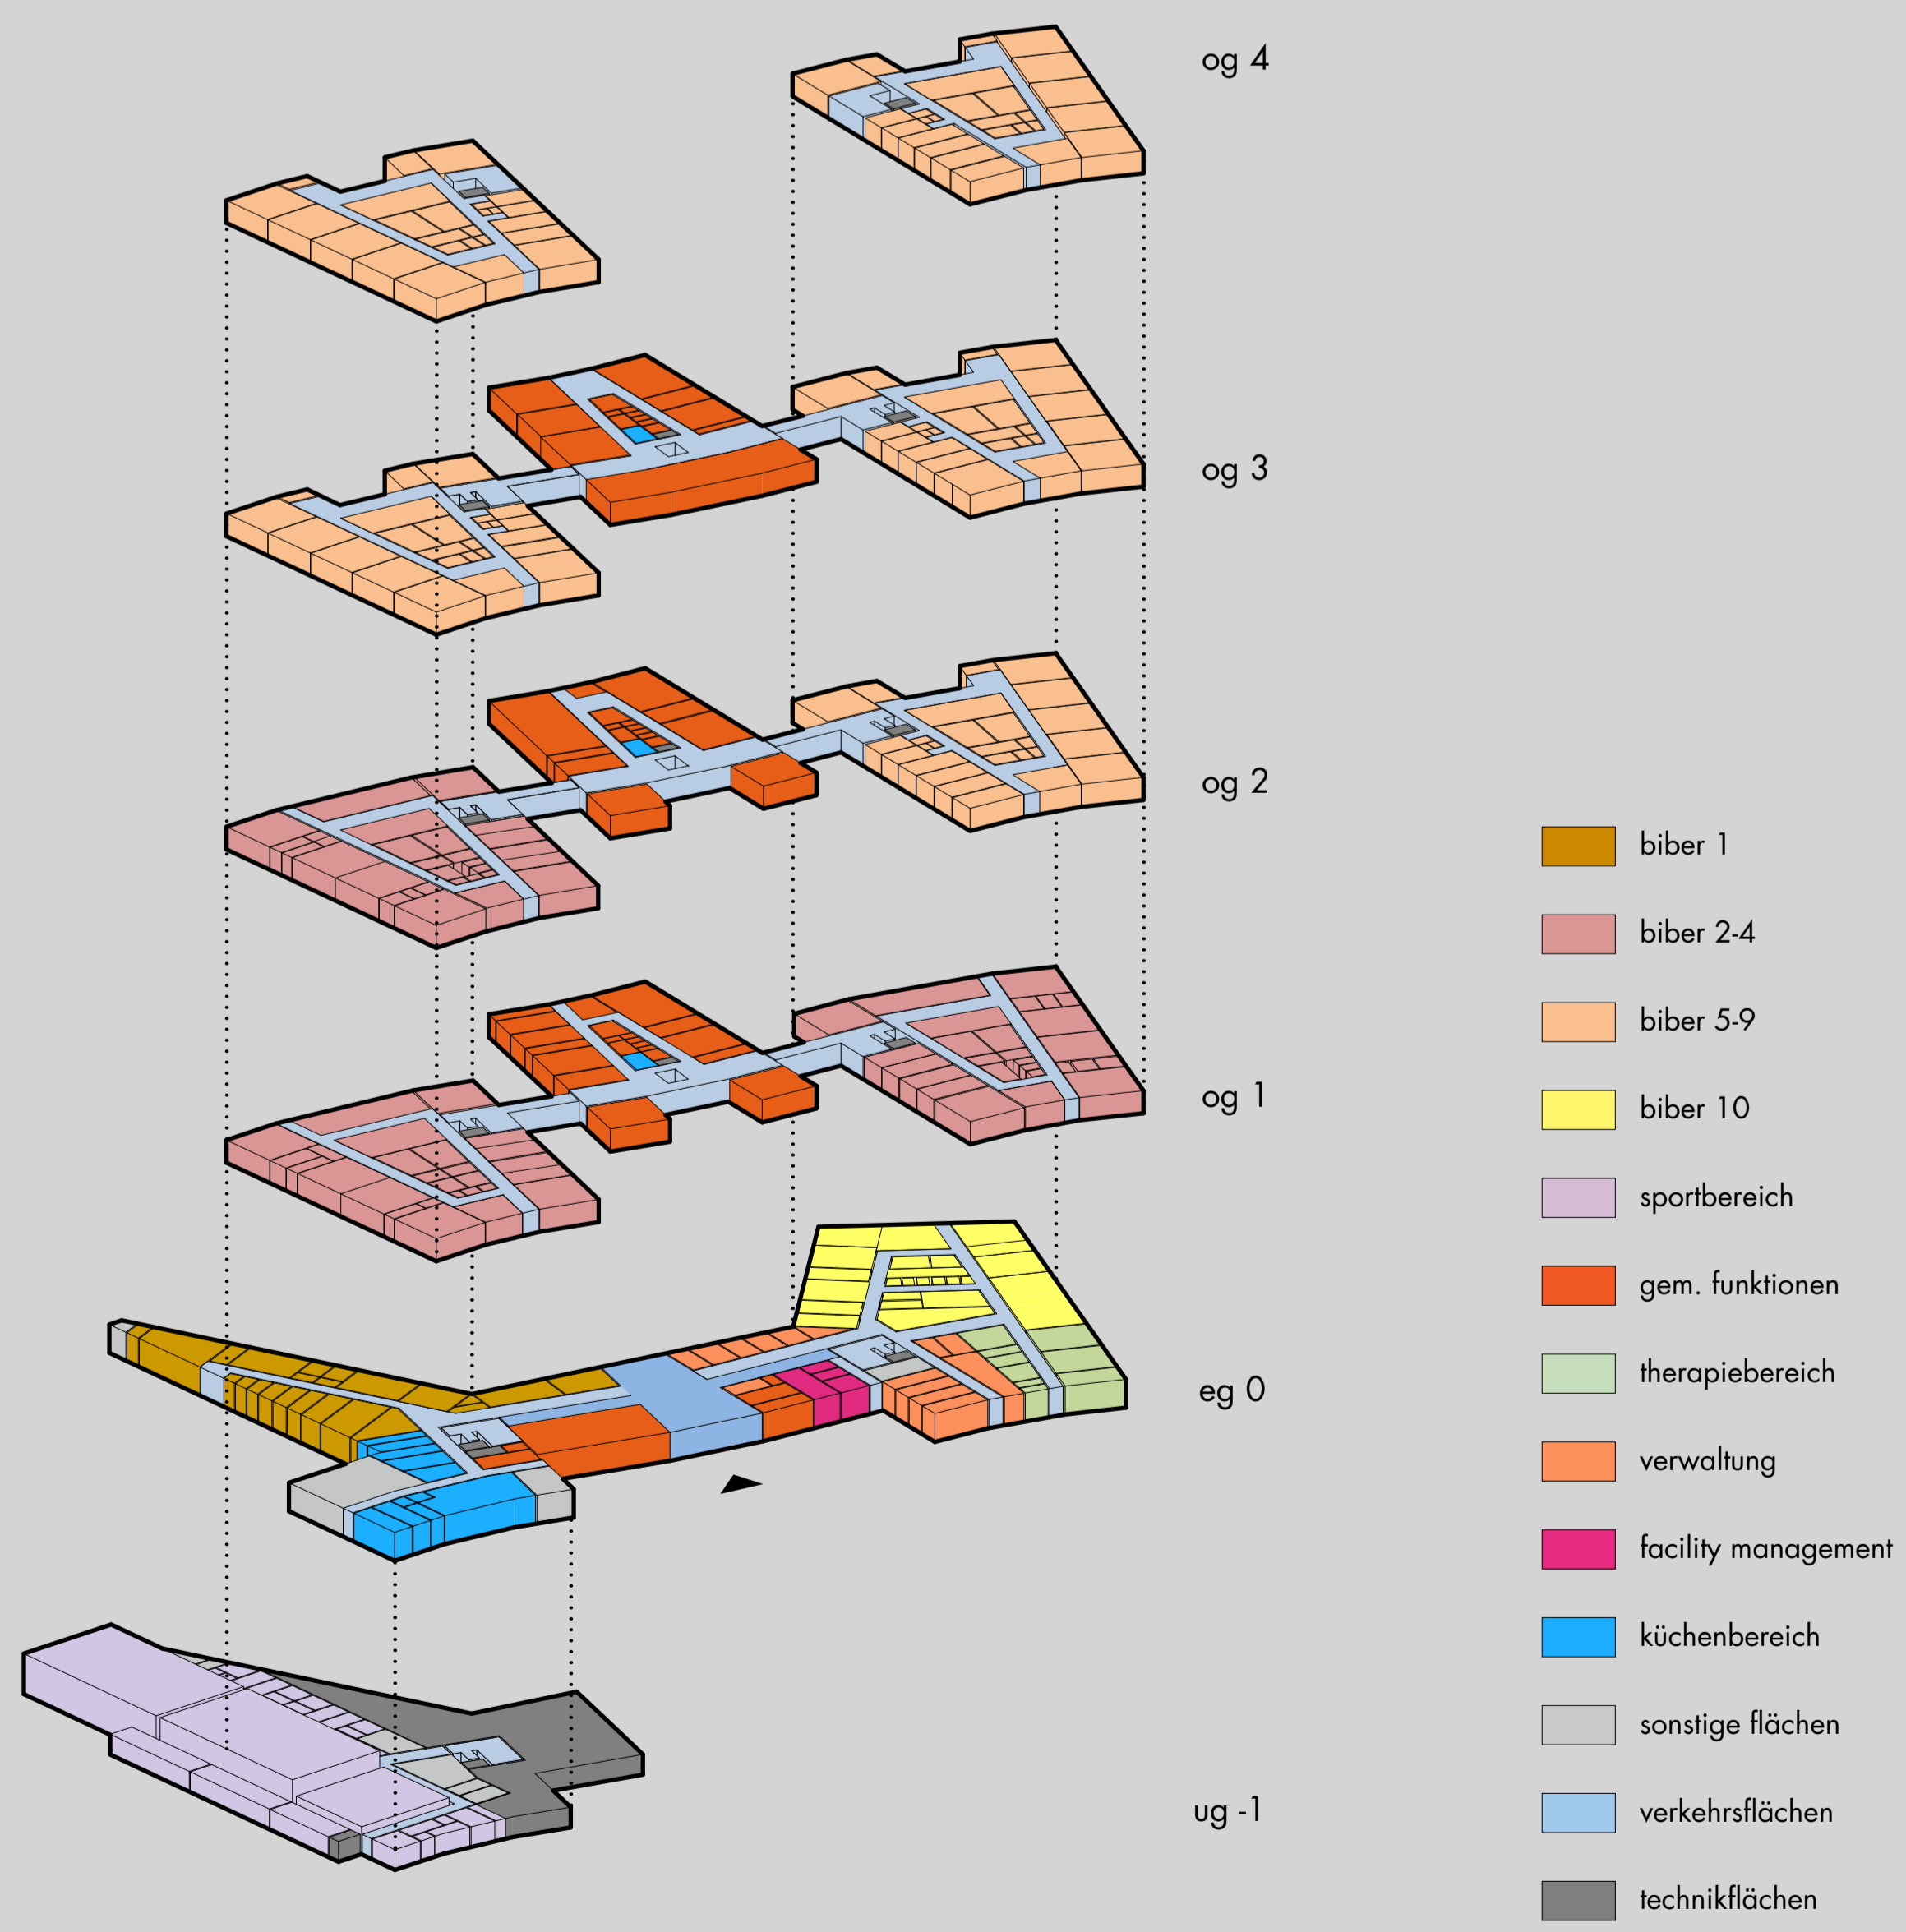 og 4
og 3
og 2
og 1
eg 0
ug -1
biber 1
biber 2-4
biber 5-9
biber 10
sportbereich
gem. funktionen
therapiebereich
verwaltung
facility management
küchenbereich
sonstige flächen
verkehrsflächen
technikflächen